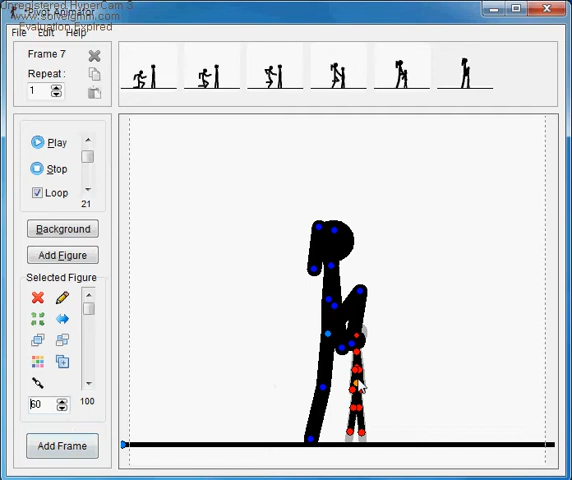 Unregistered HyperCam 3
Pivot Animator
www.solveigmm.com
Evaluation Expired
File Edit Help
Frame 7
Repeat :
1
Play
Stop
Loop
21
Background
Add Figure
Selected Figure
60
100
Add Frame